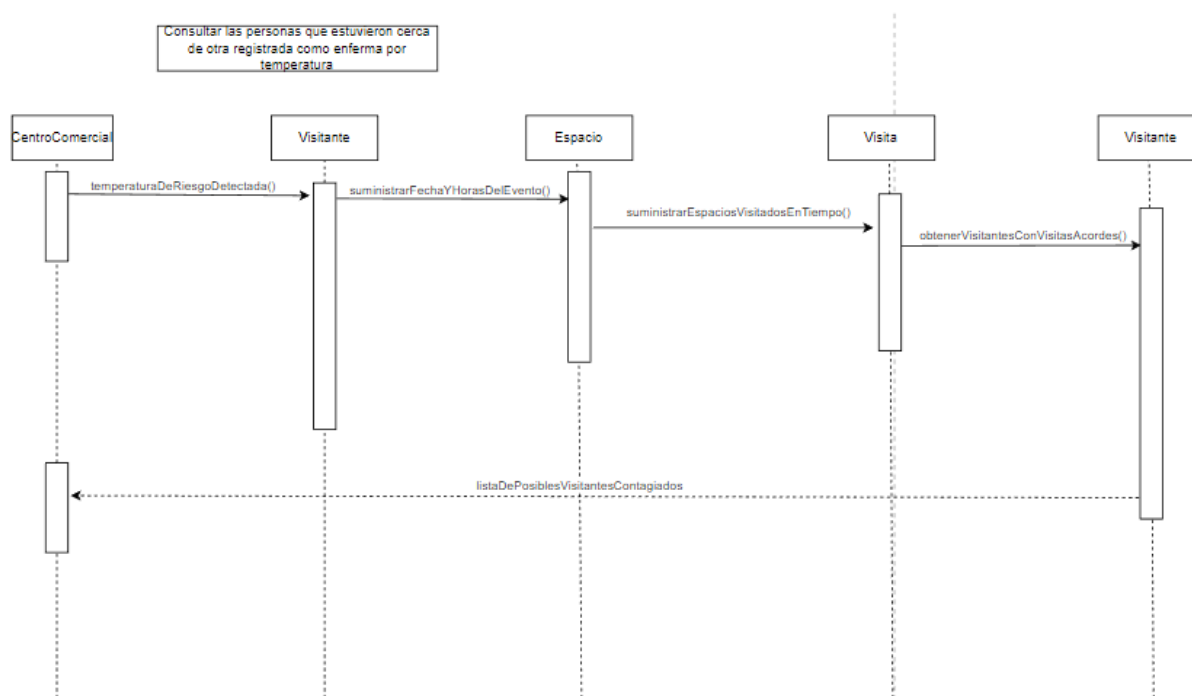 Consultar las personas que estuvieron cerca
de otra registrada como enferma por
temperatura
CentroComercial
Visitante
Espacio
Visita
Visitante
temperaturaDeRiesgoDetectada()
suministrarFechaYHorasDelEvento()
suministrarEspaciosVisitadosEnTiempo()
obtenerVisitantesConVisitasAcordes()
listaDePosiblesVisitantesContagiados